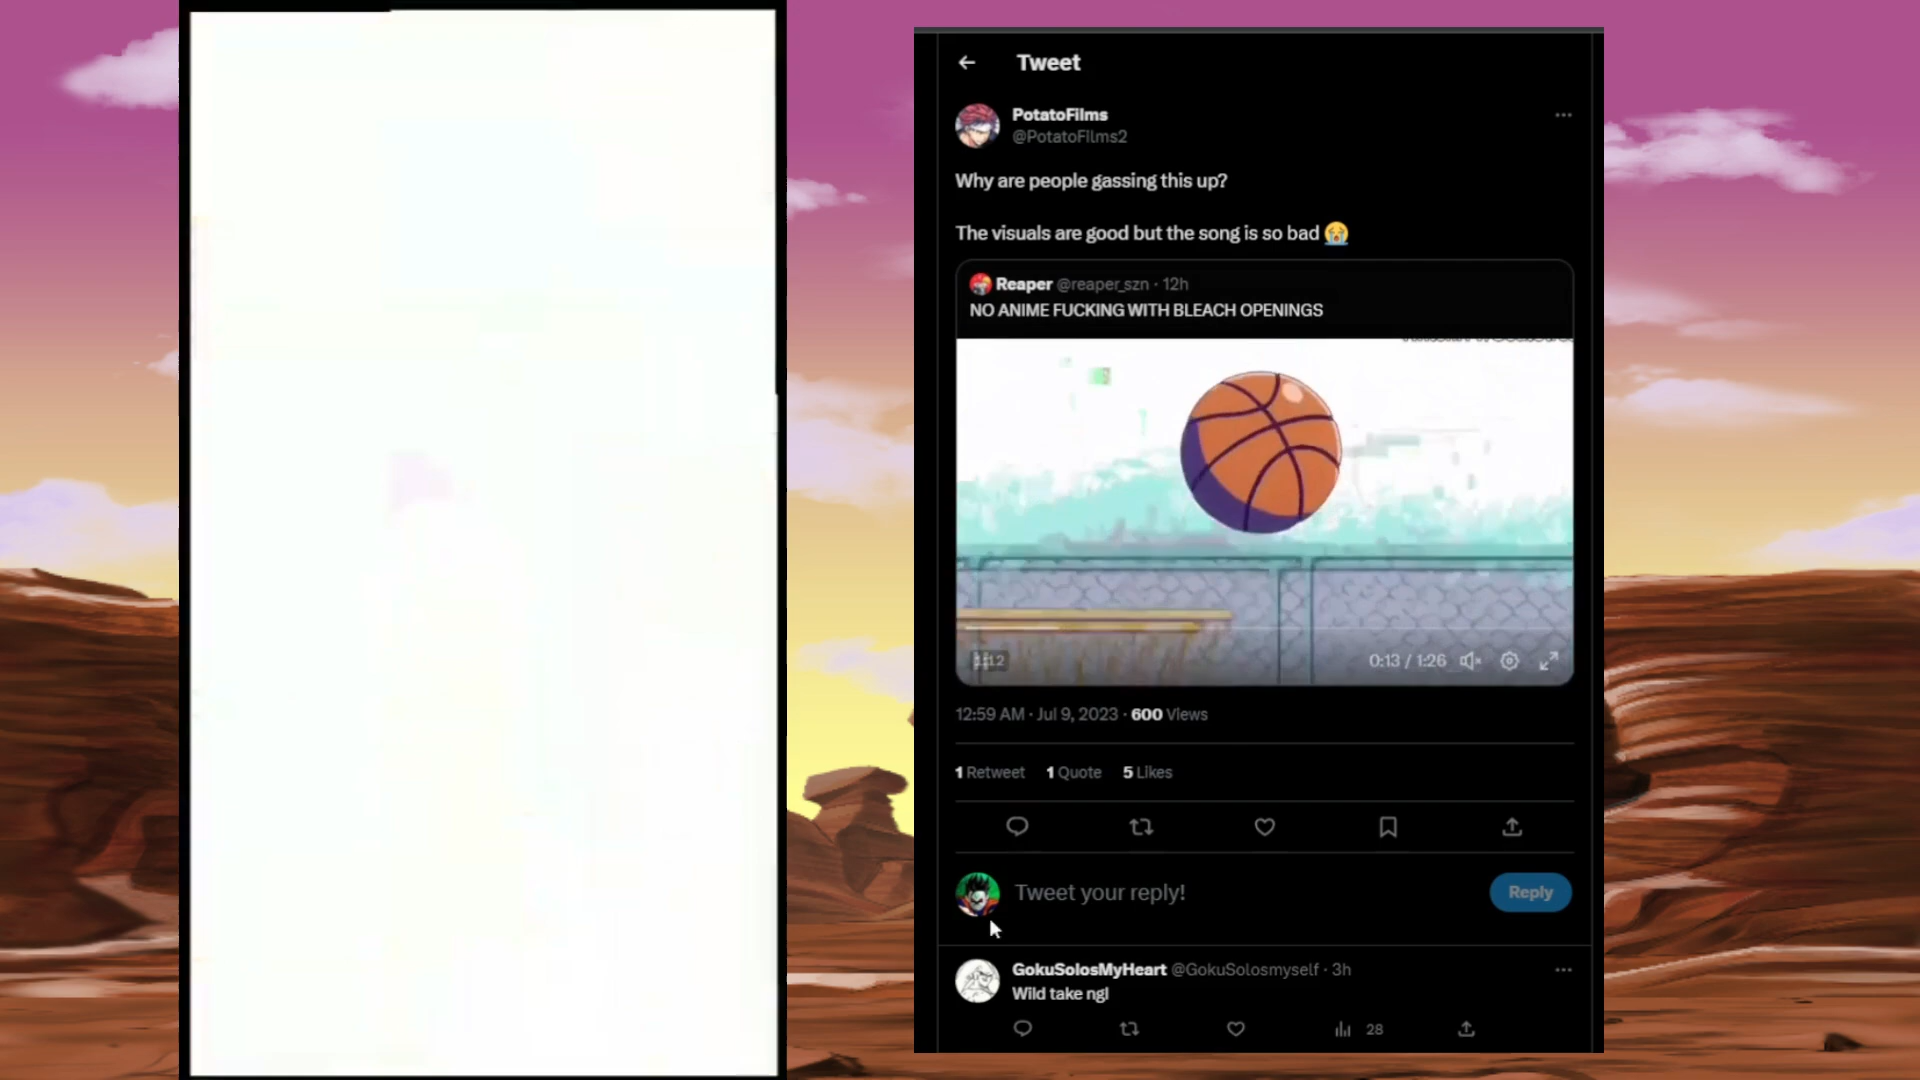 Tweet
PotatoFilms
@PotatoFilms2
Why are people gassing this up?
The visuals are good but the song is so bad 😭
Reaper @reaper_szn · 12h
NO ANIME FUCKING WITH BLEACH OPENINGS
0:13 / 1:26
12:59 AM · Jul 9, 2023 · 600 Views
1 Retweet 1 Quote 5 Likes
Tweet your reply!
Reply
GokuSolosMyHeart @GokuSolosmyself · 3h
Wild take ngl
28